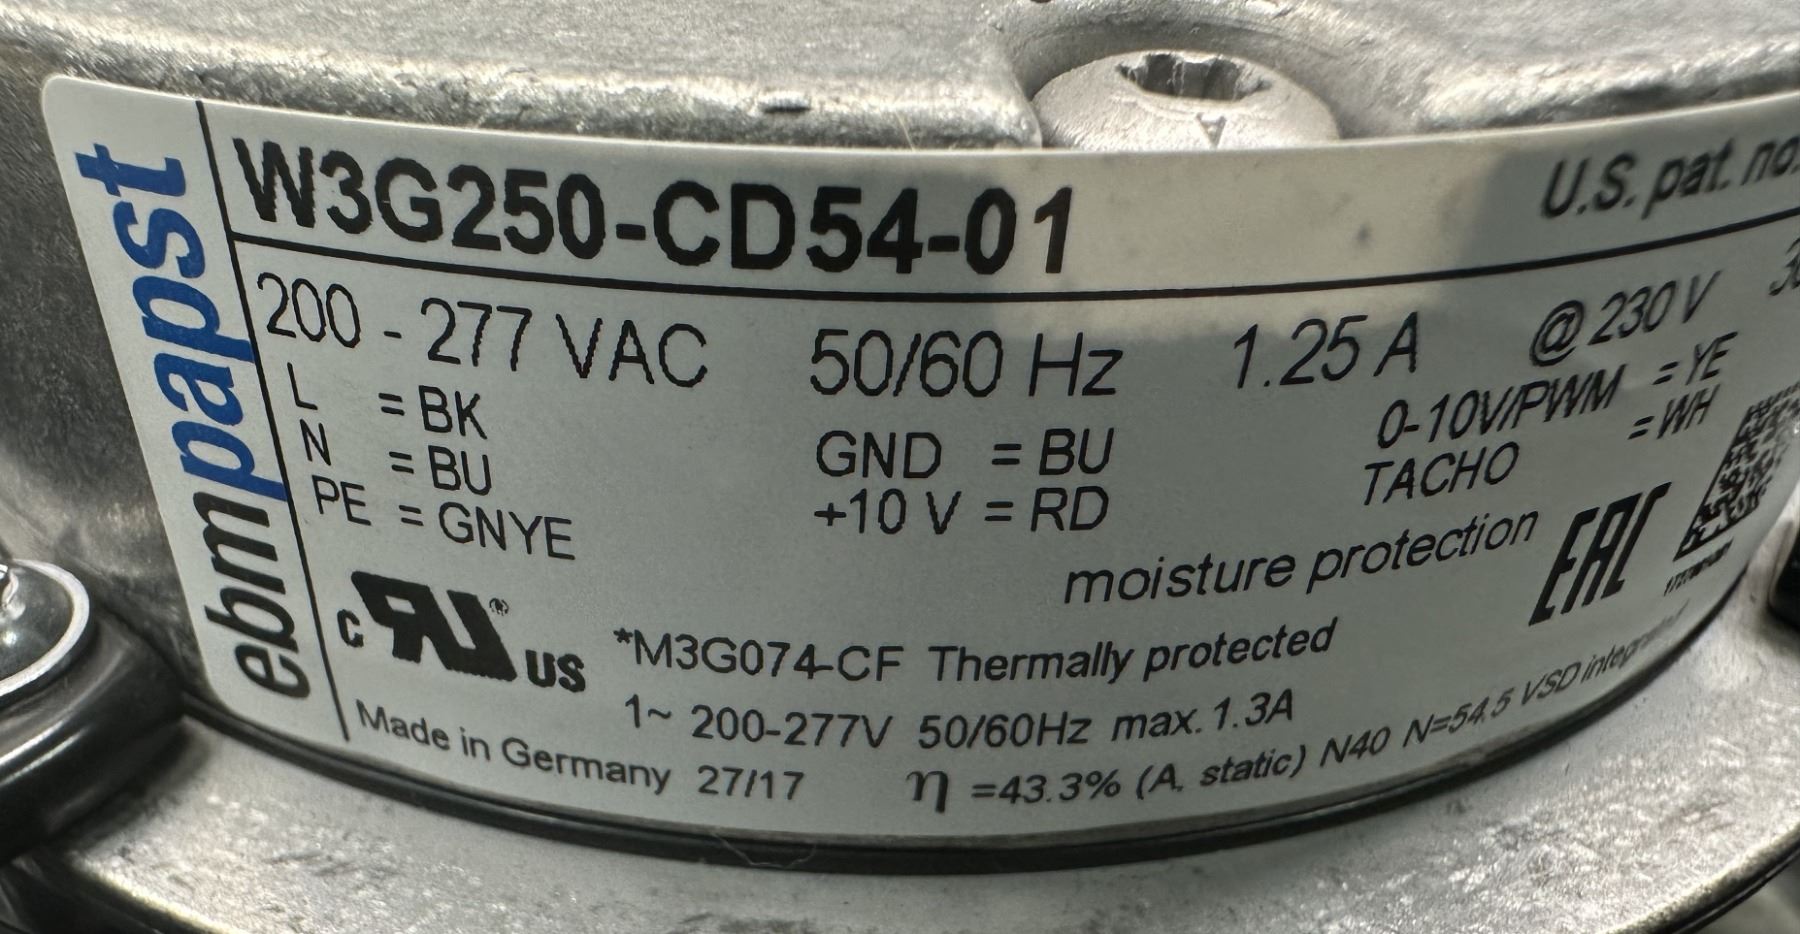 ebmpapst
W3G250-CD54-01 U.S. pat. no.
200 - 277 VAC 50/60 Hz 1.25 A @ 230 V
L = BK GND = BU 0-10V/PWM = YE
N = BU +10 V = RD TACHO = WH
PE = GNYE
moisture protection EAC
c RU ® US *M3G074-CF Thermally protected
1~ 200-277V 50/60Hz max. 1.3A
Made in Germany 27/17 η =43.3% (A, static) N40 N=54.5 VSD
A